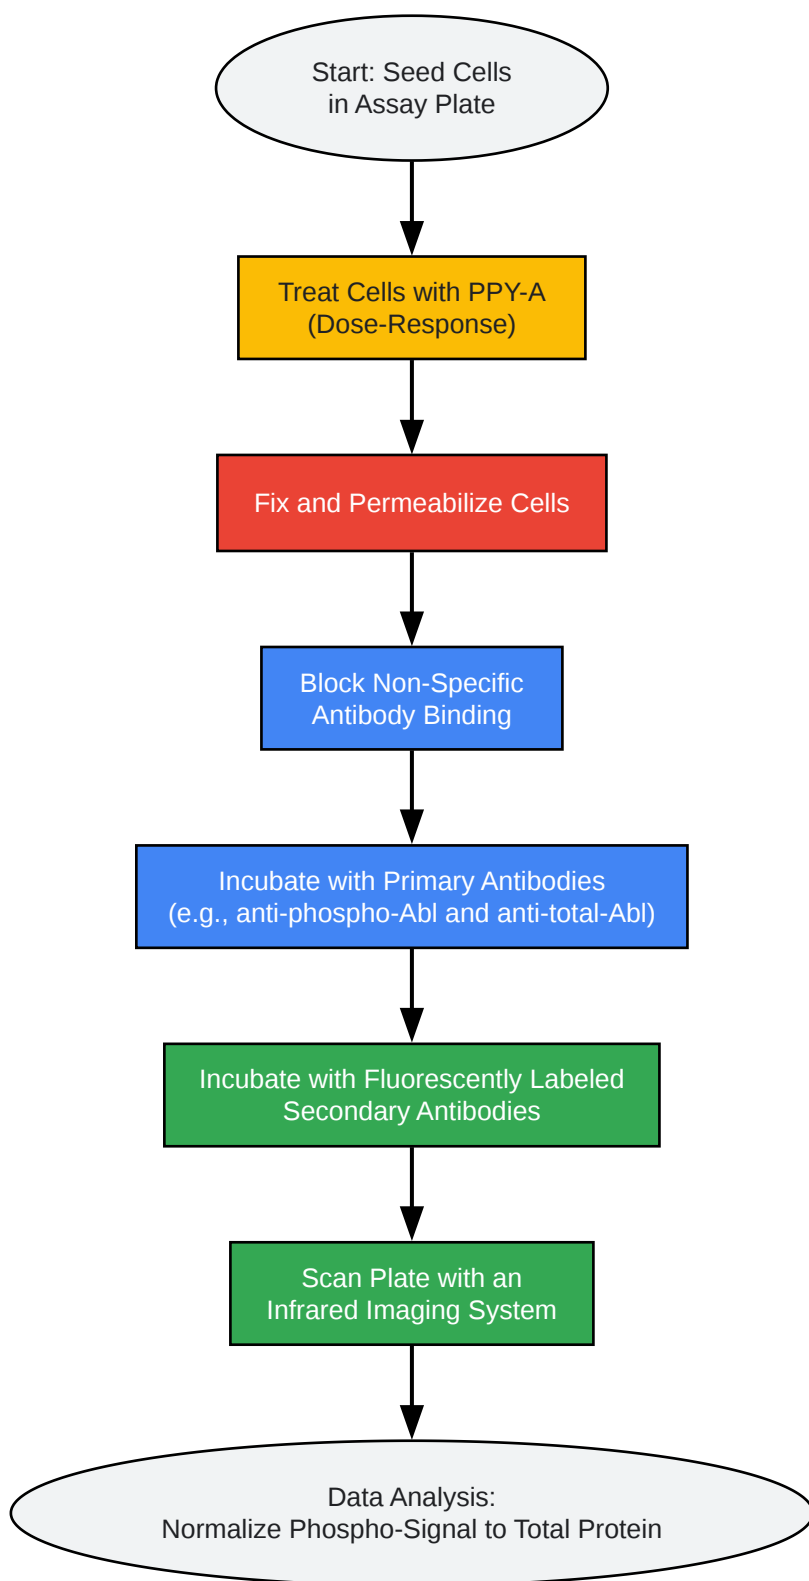 Start: Seed Cells
in Assay Plate
Treat Cells with PPY-A
(Dose-Response)
Fix and Permeabilize Cells
Block Non-Specific
Antibody Binding
Incubate with Primary Antibodies
(e.g., anti-phospho-Abl and anti-total-Abl)
Incubate with Fluorescently Labeled
Secondary Antibodies
Scan Plate with an
Infrared Imaging System
Data Analysis:
Normalize Phospho-Signal to Total Protein